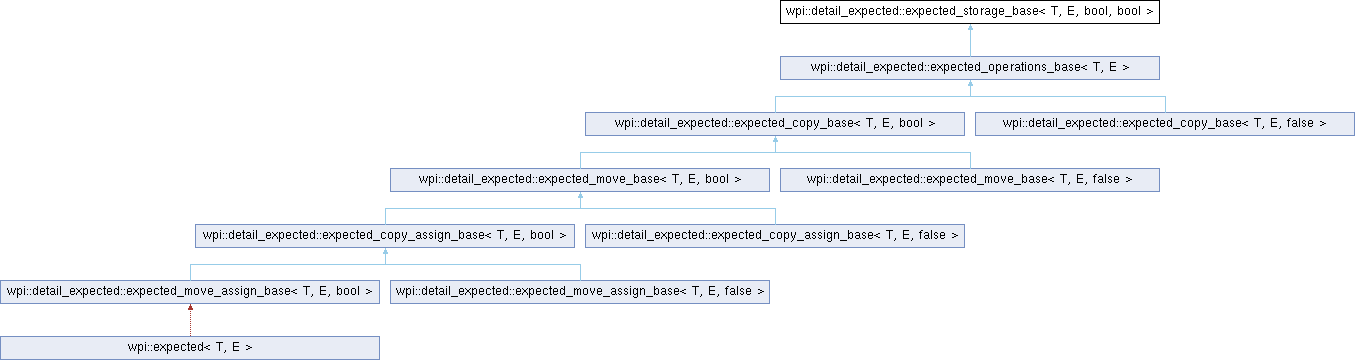 wpi::detail_expected::expected_storage_base< T, E, bool, bool >
wpi::detail_expected::expected_operations_base< T, E >
wpi::detail_expected::expected_copy_base< T, E, bool >
wpi::detail_expected::expected_copy_base< T, E, false >
wpi::detail_expected::expected_move_base< T, E, bool >
wpi::detail_expected::expected_move_base< T, E, false >
wpi::detail_expected::expected_copy_assign_base< T, E, bool >
wpi::detail_expected::expected_copy_assign_base< T, E, false >
wpi::detail_expected::expected_move_assign_base< T, E, bool >
wpi::detail_expected::expected_move_assign_base< T, E, false >
wpi::expected< T, E >